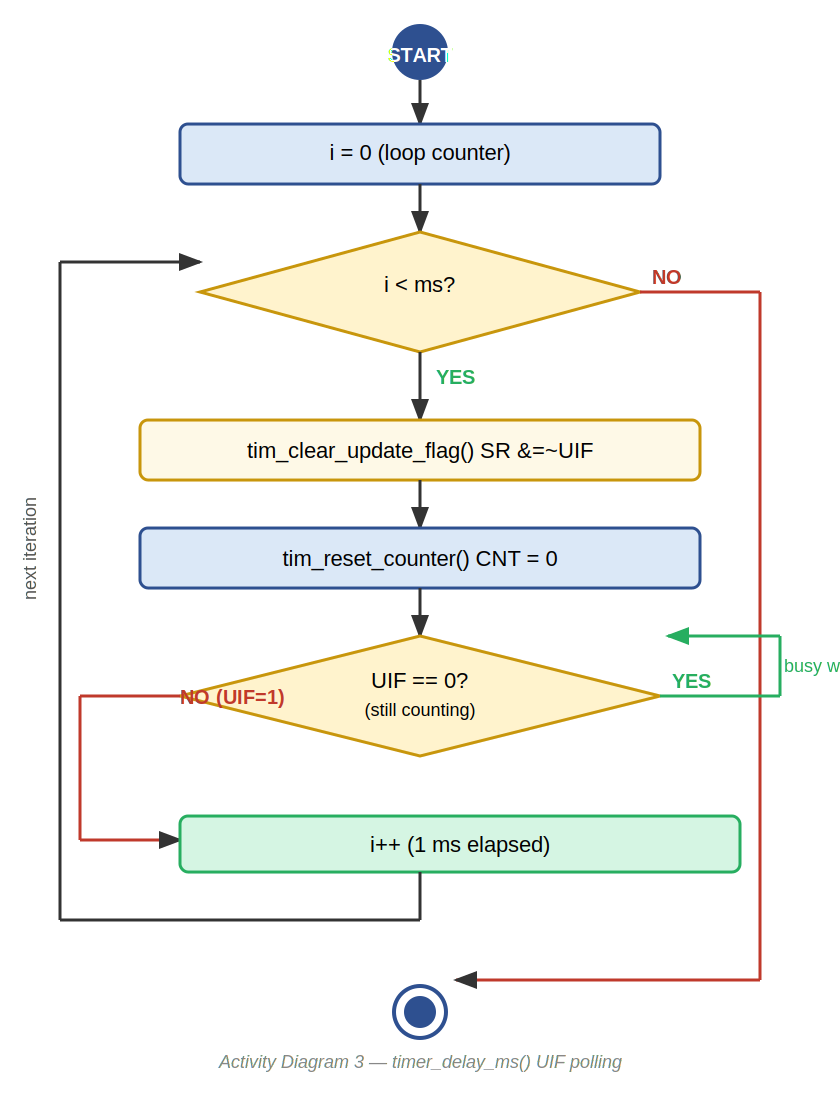 START
i = 0 (loop counter)
i < ms?
NO
YES
tim_clear_update_flag() SR &=~UIF
tim_reset_counter() CNT = 0
next iteration
UIF == 0?
(still counting)
YES
busy w
NO (UIF=1)
i++ (1 ms elapsed)
Activity Diagram 3 — timer_delay_ms() UIF polling